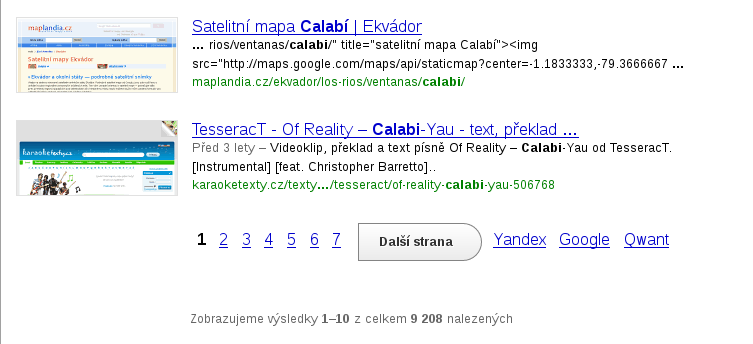 maplandia.cz
Satelitní mapy Ekvádor
Ekvádor a okolní státy — podrobné satelitní snímky
Satelitní mapa Calabí | Ekvádor
... rios/ventanas/calabi/" title="satelitní mapa Calabí"><img
src="http://maps.google.com/maps/api/staticmap?center=-1.1833333,-79.3666667 ...
maplandia.cz/ekvador/los-rios/ventanas/calabi/
karaoketexty.cz
TesseracT - Of Reality – Calabi-Yau - text, překlad ...
Před 3 lety – Videoklip, překlad a text písně Of Reality – Calabi-Yau od TesseracT.
[Instrumental] [feat. Christopher Barretto]..
karaoketexty.cz/texty.../tesseract/of-reality-calabi-yau-506768
1 2 3 4 5 6 7 Další strana Yandex Google Qwant
Zobrazujeme výsledky 1–10 z celkem 9 208 nalezených